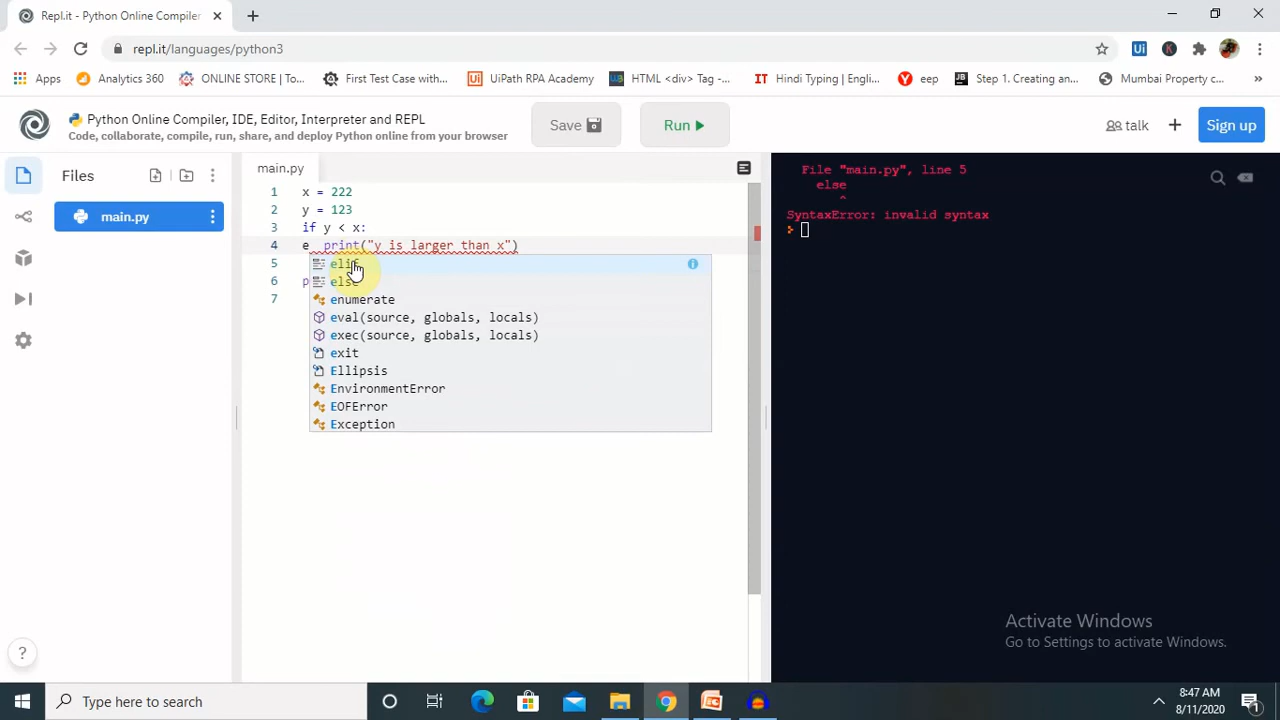 Repl.it - Python Online Compiler
repl.it/languages/python3
Ui
K
Apps
Analytics 360
ONLINE STORE | To...
First Test Case with...
UiPath RPA Academy
HTML <div> Tag -...
IT Hindi Typing | Engli...
eep
Step 1. Creating an...
Mumbai Property c...
»
Python Online Compiler, IDE, Editor, Interpreter and REPL
Code, collaborate, compile, run, share, and deploy Python online from your browser
Save
Run
talk
Sign up
Files
main.py
main.py
1 x = 222
2 y = 123
3 if y < x:
4 e print("y is larger than x")
5 elif
6 p else
7 enumerate
eval(source, globals, locals)
exec(source, globals, locals)
exit
Ellipsis
EnvironmentError
EOFError
Exception
File "main.py", line 5
else
^
SyntaxError: invalid syntax
Activate Windows
Go to Settings to activate Windows.
?
Type here to search
8:47 AM
8/11/2020
1